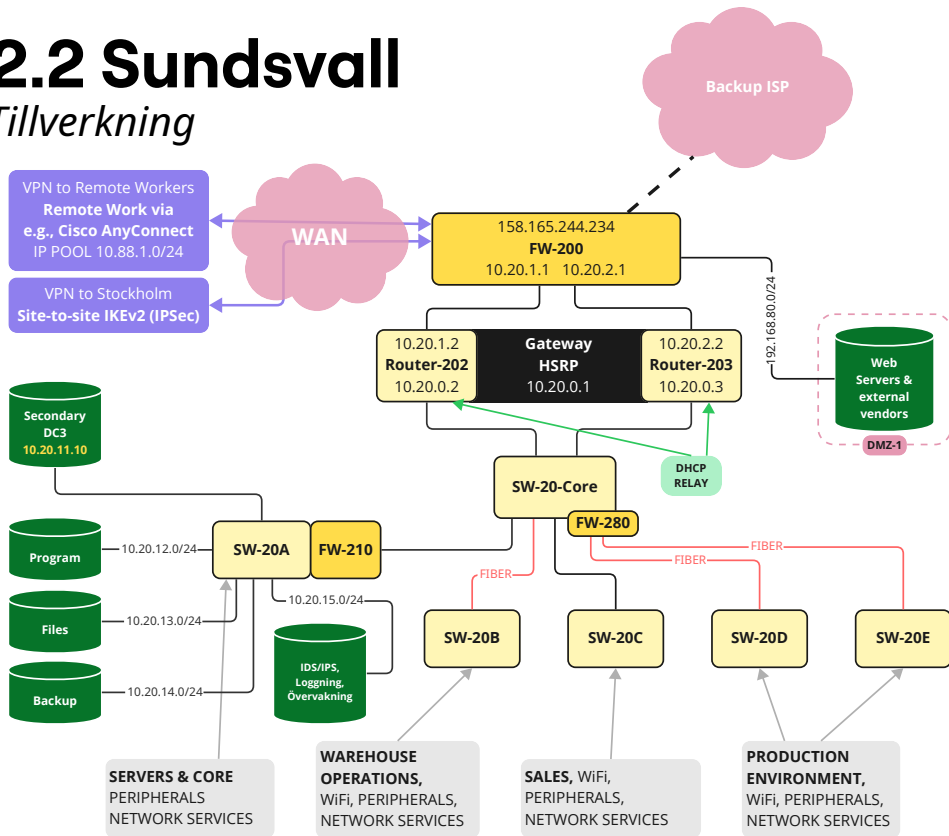 2.2 Sundsvall
Tillverkning
Backup ISP
VPN to Remote Workers
Remote Work via
e.g., Cisco AnyConnect
IP POOL 10.88.1.0/24
WAN
158.165.244.234
FW-200
10.20.1.1 10.20.2.1
VPN to Stockholm
Site-to-site IKEv2 (IPSec)
192.168.80.0/24
10.20.1.2
Router-202
10.20.0.2
Gateway
HSRP
10.20.0.1
10.20.2.2
Router-203
10.20.0.3
Web
Servers &
external
vendors
DMZ-1
Secondary
DC3
10.20.11.10
DHCP
RELAY
SW-20-Core
FW-280
Program
10.20.12.0/24
SW-20A
FW-210
FIBER
FIBER
FIBER
Files
10.20.13.0/24
10.20.15.0/24
SW-20B
SW-20C
SW-20D
SW-20E
IDS/IPS,
Loggning,
Övervakning
Backup
10.20.14.0/24
SERVERS & CORE
PERIPHERALS
NETWORK SERVICES
WAREHOUSE
OPERATIONS,
WiFi, PERIPHERALS,
NETWORK SERVICES
SALES, WiFi,
PERIPHERALS,
NETWORK SERVICES
PRODUCTION
ENVIRONMENT,
WiFi, PERIPHERALS,
NETWORK SERVICES